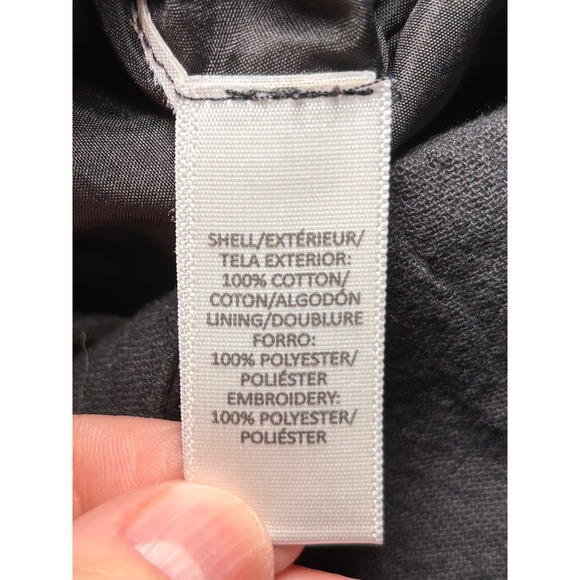 SHELL/EXTÉRIEUR/
TELA EXTERIOR:
100% COTTON/
COTON/ALGODÓN
LINING/DOUBLURE
FORRO:
100% POLYESTER/
POLIÉSTER
EMBROIDERY:
100% POLYESTER/
POLIÉSTER